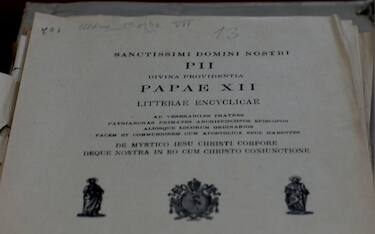 13
SANCTISSIMI DOMINI NOSTRI
PII
DIVINA PROVIDENTIA
PAPAE XII
LITTERAE ENCYCLICAE
AD VENERABILES FRATRES
PATRIARCHAS PRIMATES ARCHIEPISCOPOS EPISCOPOS
ALIOSQUE LOCORUM ORDINARIOS
PACEM ET COMMUNIONEM CUM APOSTOLICA SEDE HABENTES
DE MYSTICO IESU CHRISTI CORPORE
DEQUE NOSTRA IN EO CUM CHRISTO CONIUNCTIONE